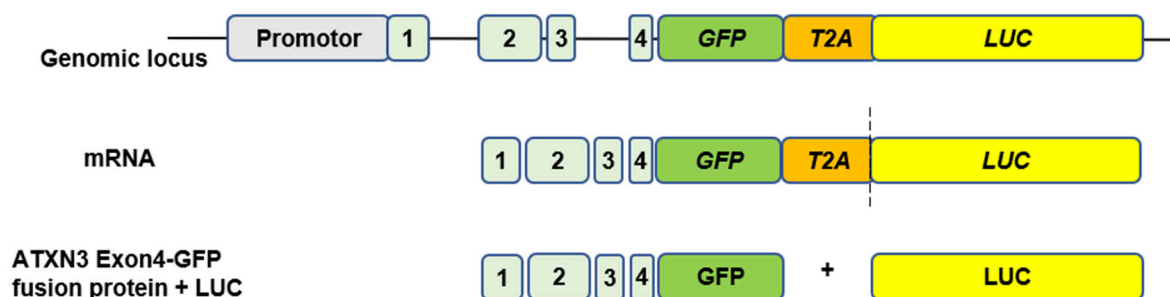 Promotor 1 2 3 4 GFP T2A LUC
Genomic locus
mRNA 1 2 3 4 GFP T2A LUC
ATXN3 Exon4-GFP
fusion protein + LUC
1 2 3 4 GFP + LUC